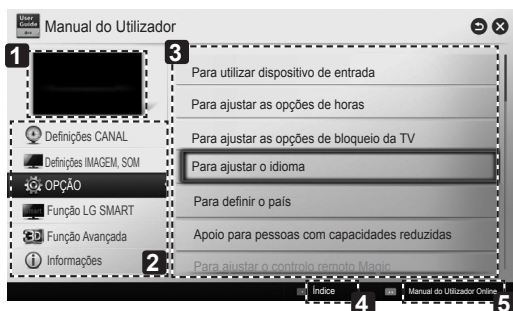 User Guide
Manual do Utilizador
1
3
Para utilizar dispositivo de entrada
Para ajustar as opções de horas
Para ajustar as opções de bloqueio da TV
Para ajustar o idioma
Para definir o país
Apoio para pessoas com capacidades reduzidas
Para ajustar o controlo remoto Magic
Definições CANAL
Definições IMAGEM, SOM
OPÇÃO
Função LG SMART
3D Função Avançada
Informações
2
Índice
Manual do Utilizador Online
4
5